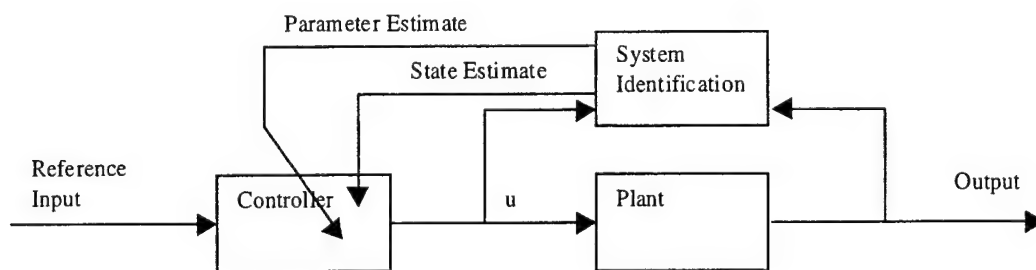 Parameter Estimate
State Estimate
System
Identification
Reference
Input
Controller
u
Plant
Output